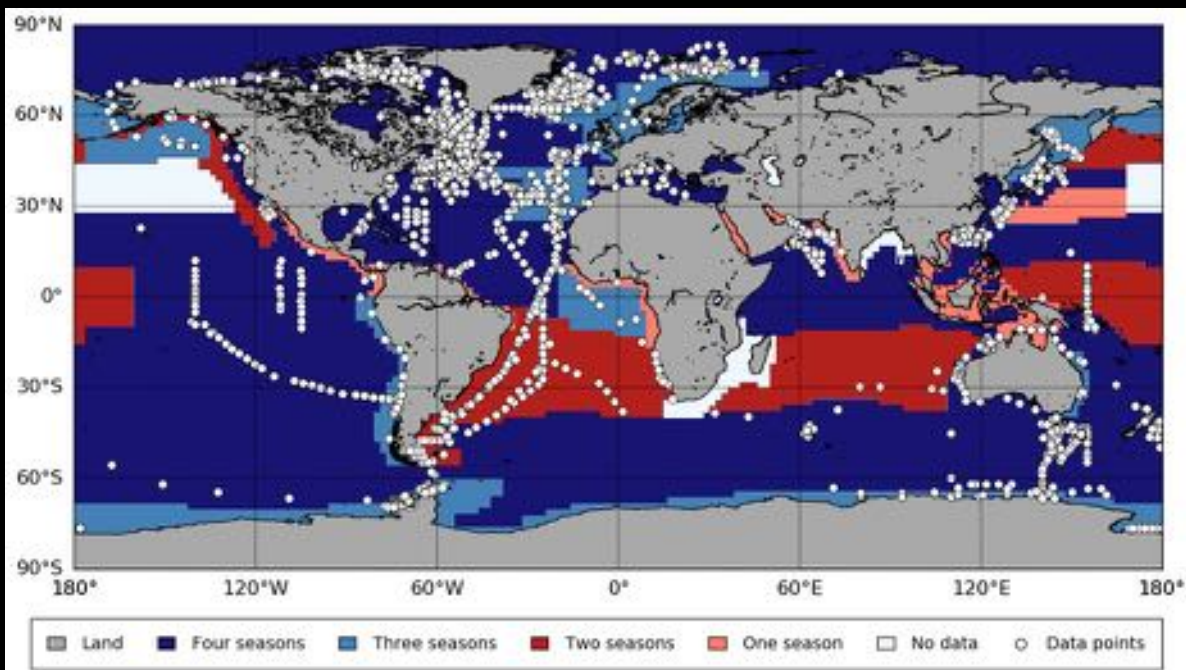 90°N
60°N
30°N
0°
30°S
60°S
90°S
180° 120°W 60°W 0° 60°E 120°E 180°
Land Four seasons Three seasons Two seasons One season No data Data points